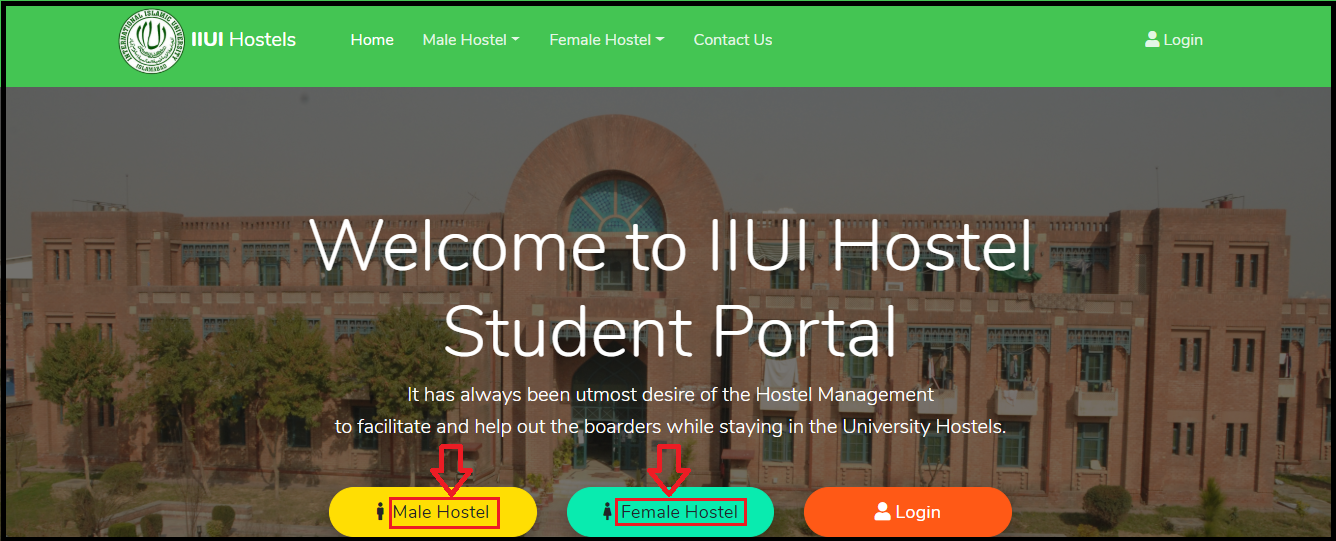 INTERNATIONAL ISLAMIC UNIVERSITY
ISLAMABAD
IIUI Hostels
Home
Male Hostel
Female Hostel
Contact Us
Login
Welcome to IIUI Hostel
Student Portal
It has always been utmost desire of the Hostel Management
to facilitate and help out the boarders while staying in the University Hostels.
Male Hostel
Female Hostel
Login